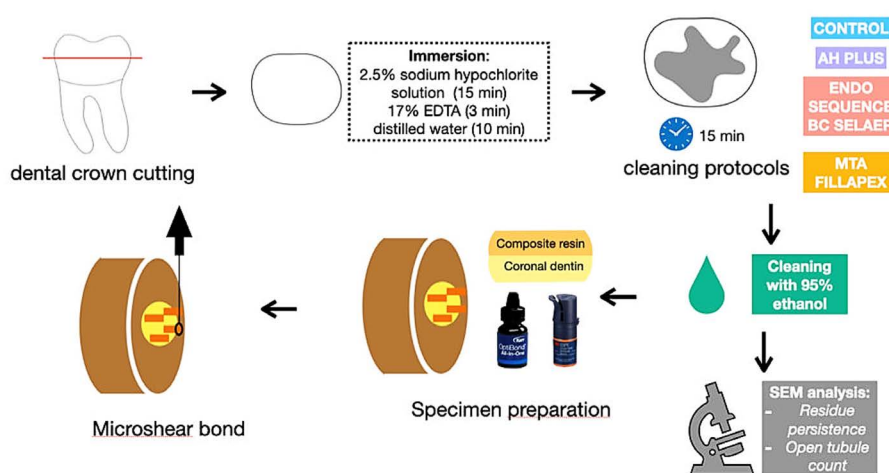 CONTROL
AH PLUS
ENDO
SEQUENCE
BC SELAER
MTA
FILLAPEX
Immersion:
2.5% sodium hypochlorite
solution (15 min)
17% EDTA (3 min)
distilled water (10 min)
15 min
dental crown cutting
cleaning protocols
Composite resin
Coronal dentin
Cleaning
with 95%
ethanol
OptiBond
All-In-One
Specimen preparation
Microshear bond
SEM analysis:
- Residue
persistence
- Open tubule
count